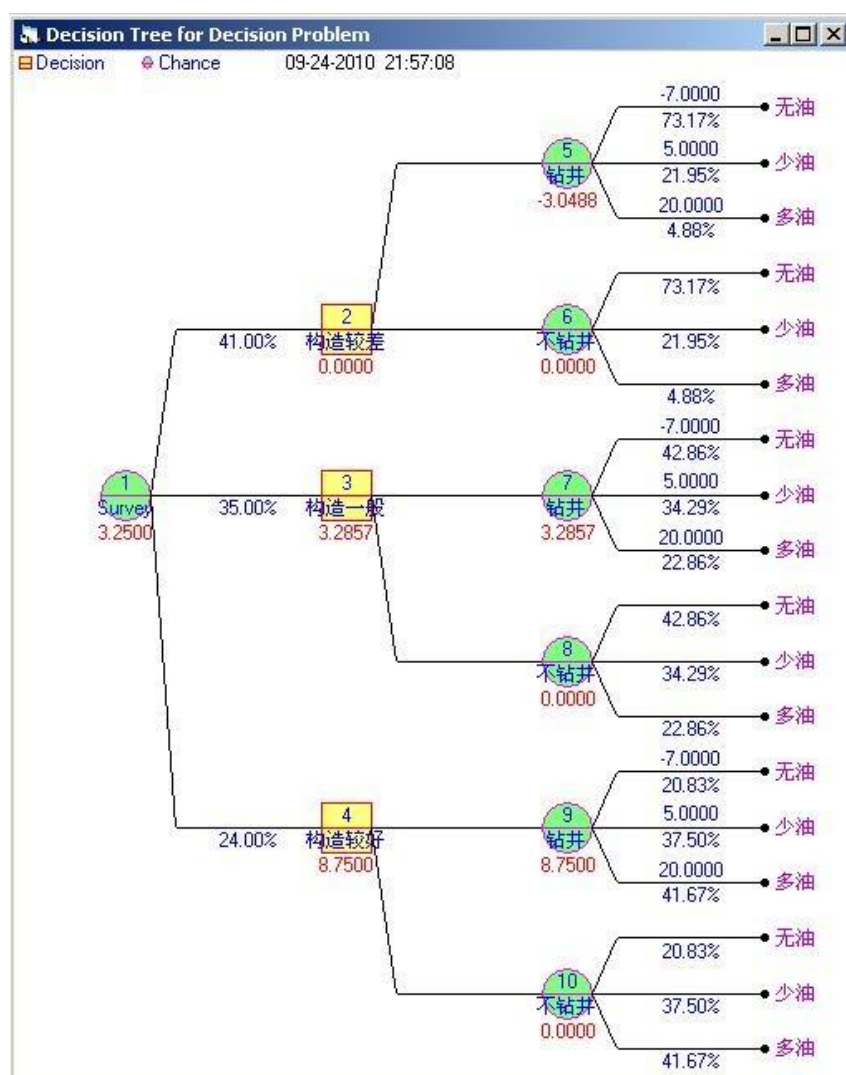 Decision Tree for Decision Problem
Decision Chance 09-24-2010 21:57:08
-7.0000
无油
73.17%
5
钻井
-3.0488
5.0000
少油
21.95%
20.0000
多油
4.88%
无油
73.17%
41.00%
2
构造较差
0.0000
6
不钻井
0.0000
少油
21.95%
多油
4.88%
-7.0000
无油
42.86%
1
Survey
3.2500
35.00%
3
构造一般
3.2857
7
钻井
3.2857
5.0000
少油
34.29%
20.0000
多油
22.86%
无油
42.86%
8
不钻井
0.0000
少油
34.29%
多油
22.86%
-7.0000
无油
20.83%
24.00%
4
构造较好
8.7500
9
钻井
8.7500
5.0000
少油
37.50%
20.0000
多油
41.67%
无油
20.83%
10
不钻井
0.0000
少油
37.50%
多油
41.67%